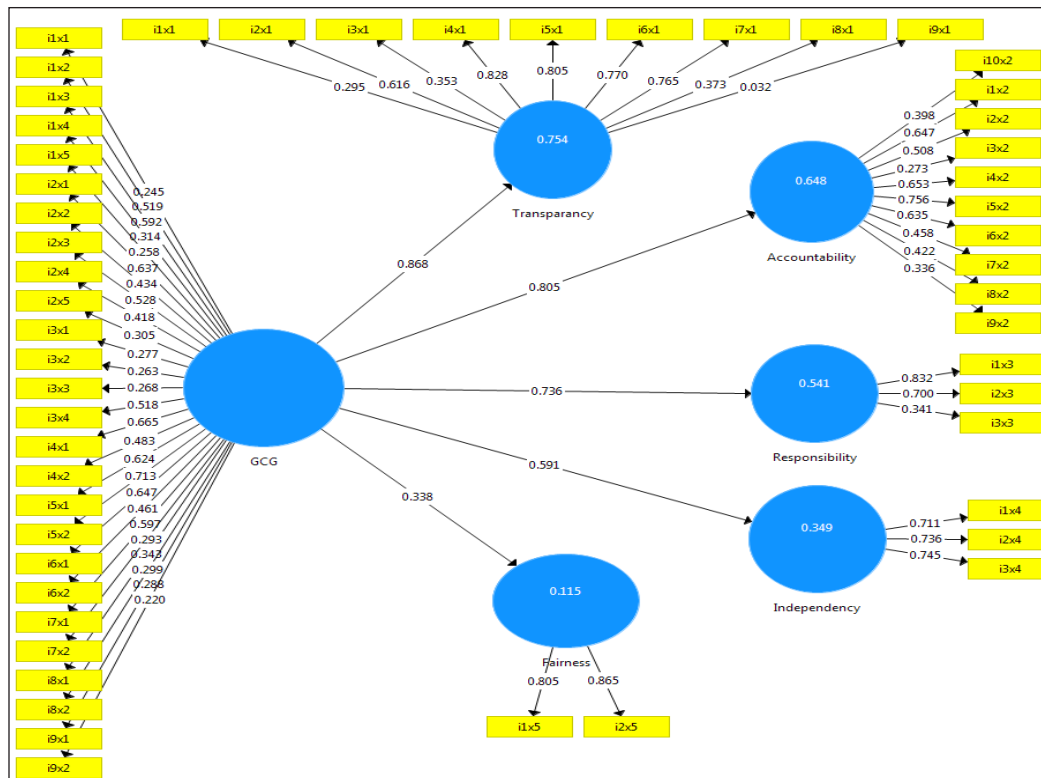 i1x1
i1x2
i1x3
i1x4
i1x5
i2x1
i2x2
i2x3
i2x4
i2x5
i3x1
i3x2
i3x3
i3x4
i4x1
i4x2
i5x1
i5x2
i6x1
i6x2
i7x1
i7x2
i8x1
i8x2
i9x1
i9x2
0.245
0.519
0.592
0.314
0.258
0.637
0.434
0.528
0.418
0.305
0.277
0.263
0.268
0.518
0.665
0.483
0.624
0.713
0.647
0.461
0.597
0.293
0.343
0.299
0.288
0.220
GCG
i1x1 i2x1 i3x1 i4x1 i5x1 i6x1 i7x1 i8x1 i9x1
0.295 0.616 0.353 0.828 0.805 0.770 0.765 0.373 0.032
0.754
Transparancy
0.868
0.805
0.736
0.591
0.338
i10x2
i1x2
i2x2
i3x2
i4x2
i5x2
i6x2
i7x2
i8x2
i9x2
0.398
0.647
0.508
0.273
0.653
0.756
0.635
0.458
0.422
0.336
0.648
Accountability
i1x3
i2x3
i3x3
0.832
0.700
0.341
0.541
Responsibility
i1x4
i2x4
i3x4
0.711
0.736
0.745
0.349
Independency
0.115
Fairness
0.805 0.865
i1x5 i2x5